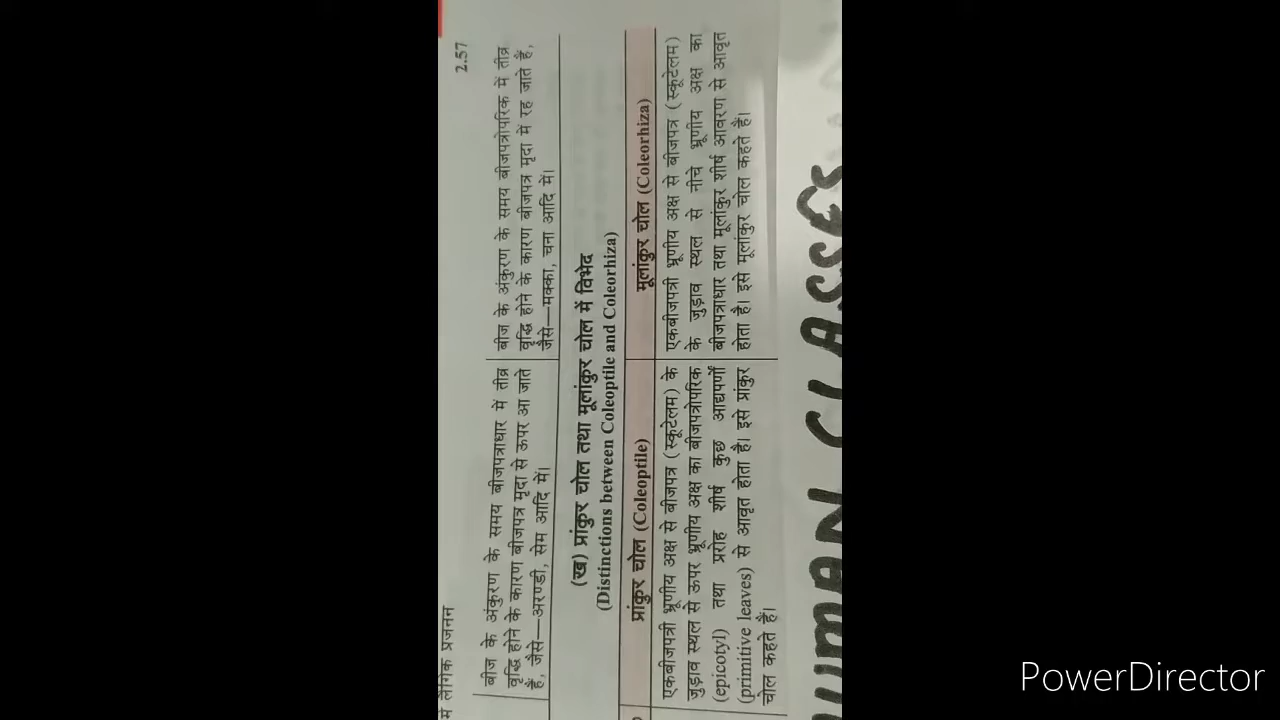 में लैंगिक प्रजनन
2.57
बीज के अंकुरण के समय बीजपत्राधार में तीव्र
वृद्धि होने के कारण बीजपत्र मृदा से ऊपर आ जाते
हैं, जैसे—अरण्डी, सेम आदि में।
बीज के अंकुरण के समय बीजपत्रोपरिक में तीव्र
वृद्धि होने के कारण बीजपत्र मृदा में रह जाते हैं,
जैसे—मक्का, चना आदि में।
(ख) प्रांकुर चोल तथा मूलांकुर चोल में विभेद
(Distinctions between Coleoptile and Coleorhiza)
प्रांकुर चोल (Coleoptile)
एकबीजपत्री भ्रूणीय अक्ष से बीजपत्र (स्कूटेलम) के
जुड़ाव स्थल से ऊपर भ्रूणीय अक्ष का बीजपत्रोपरिक
(epicotyl) तथा प्ररोह शीर्ष कुछ आद्यपर्णों
(primitive leaves) से आवृत होता है। इसे प्रांकुर
चोल कहते हैं।
मूलांकुर चोल (Coleorhiza)
एकबीजपत्री भ्रूणीय अक्ष से बीजपत्र (स्कूटेलम)
के जुड़ाव स्थल से नीचे भ्रूणीय अक्ष का
बीजपत्राधार तथा मूलांकुर शीर्ष आवरण से आवृत
होता है। इसे मूलांकुर चोल कहते हैं।
CLASSES
PowerDirector